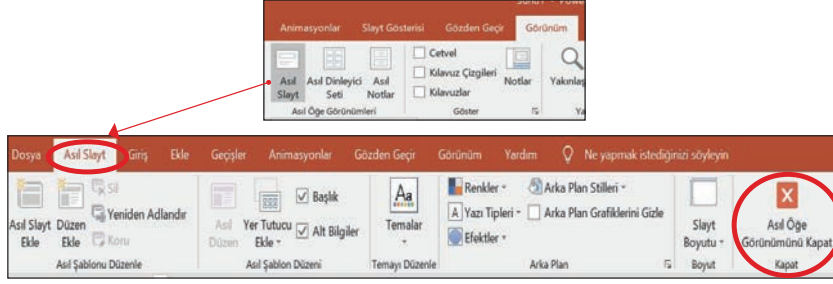 Animasyonlar Slayt Gösterisi Gözden Geçir Görünüm
Asıl Slayt
Asıl Dinleyici Seti
Asıl Notlar
Asıl Öğe Görünümleri
Cetvel
Kılavuz Çizgileri
Kılavuzlar
Göster
Notlar
Dosya Asıl Slayt Giriş Ekle Geçişler Animasyonlar Gözden Geçir Görünüm Yardım Ne yapmak istediğinizi söyleyin
Asıl Slayt Ekle
Düzen Ekle
Sil
Yeniden Adlandır
Koru
Asıl Şablonu Düzenle
Asıl Düzen
Yer Tutucu Ekle
Başlık
Alt Bilgiler
Asıl Şablon Düzeni
Aa
Temalar
Temayı Düzenle
Renkler
A Yazı Tipleri
Efektler
Arka Plan Stilleri
Arka Plan Grafiklerini Gizle
Arka Plan
Slayt Boyutu
Boyut
X
Asıl Öğe Görünümünü Kapat
Kapat